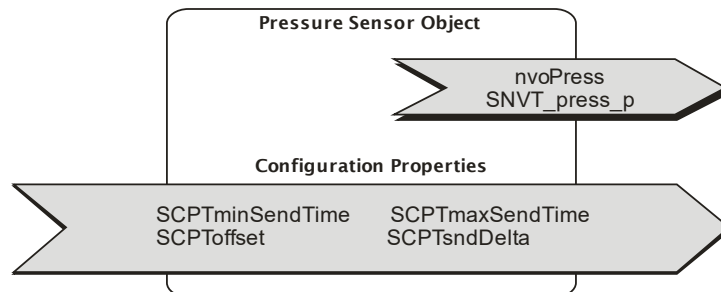 Pressure Sensor Object
nvoPress
SNVT_press_p
Configuration Properties
SCPTminSendTime SCPTmaxSendTime
SCPToffset SCPTsndDelta